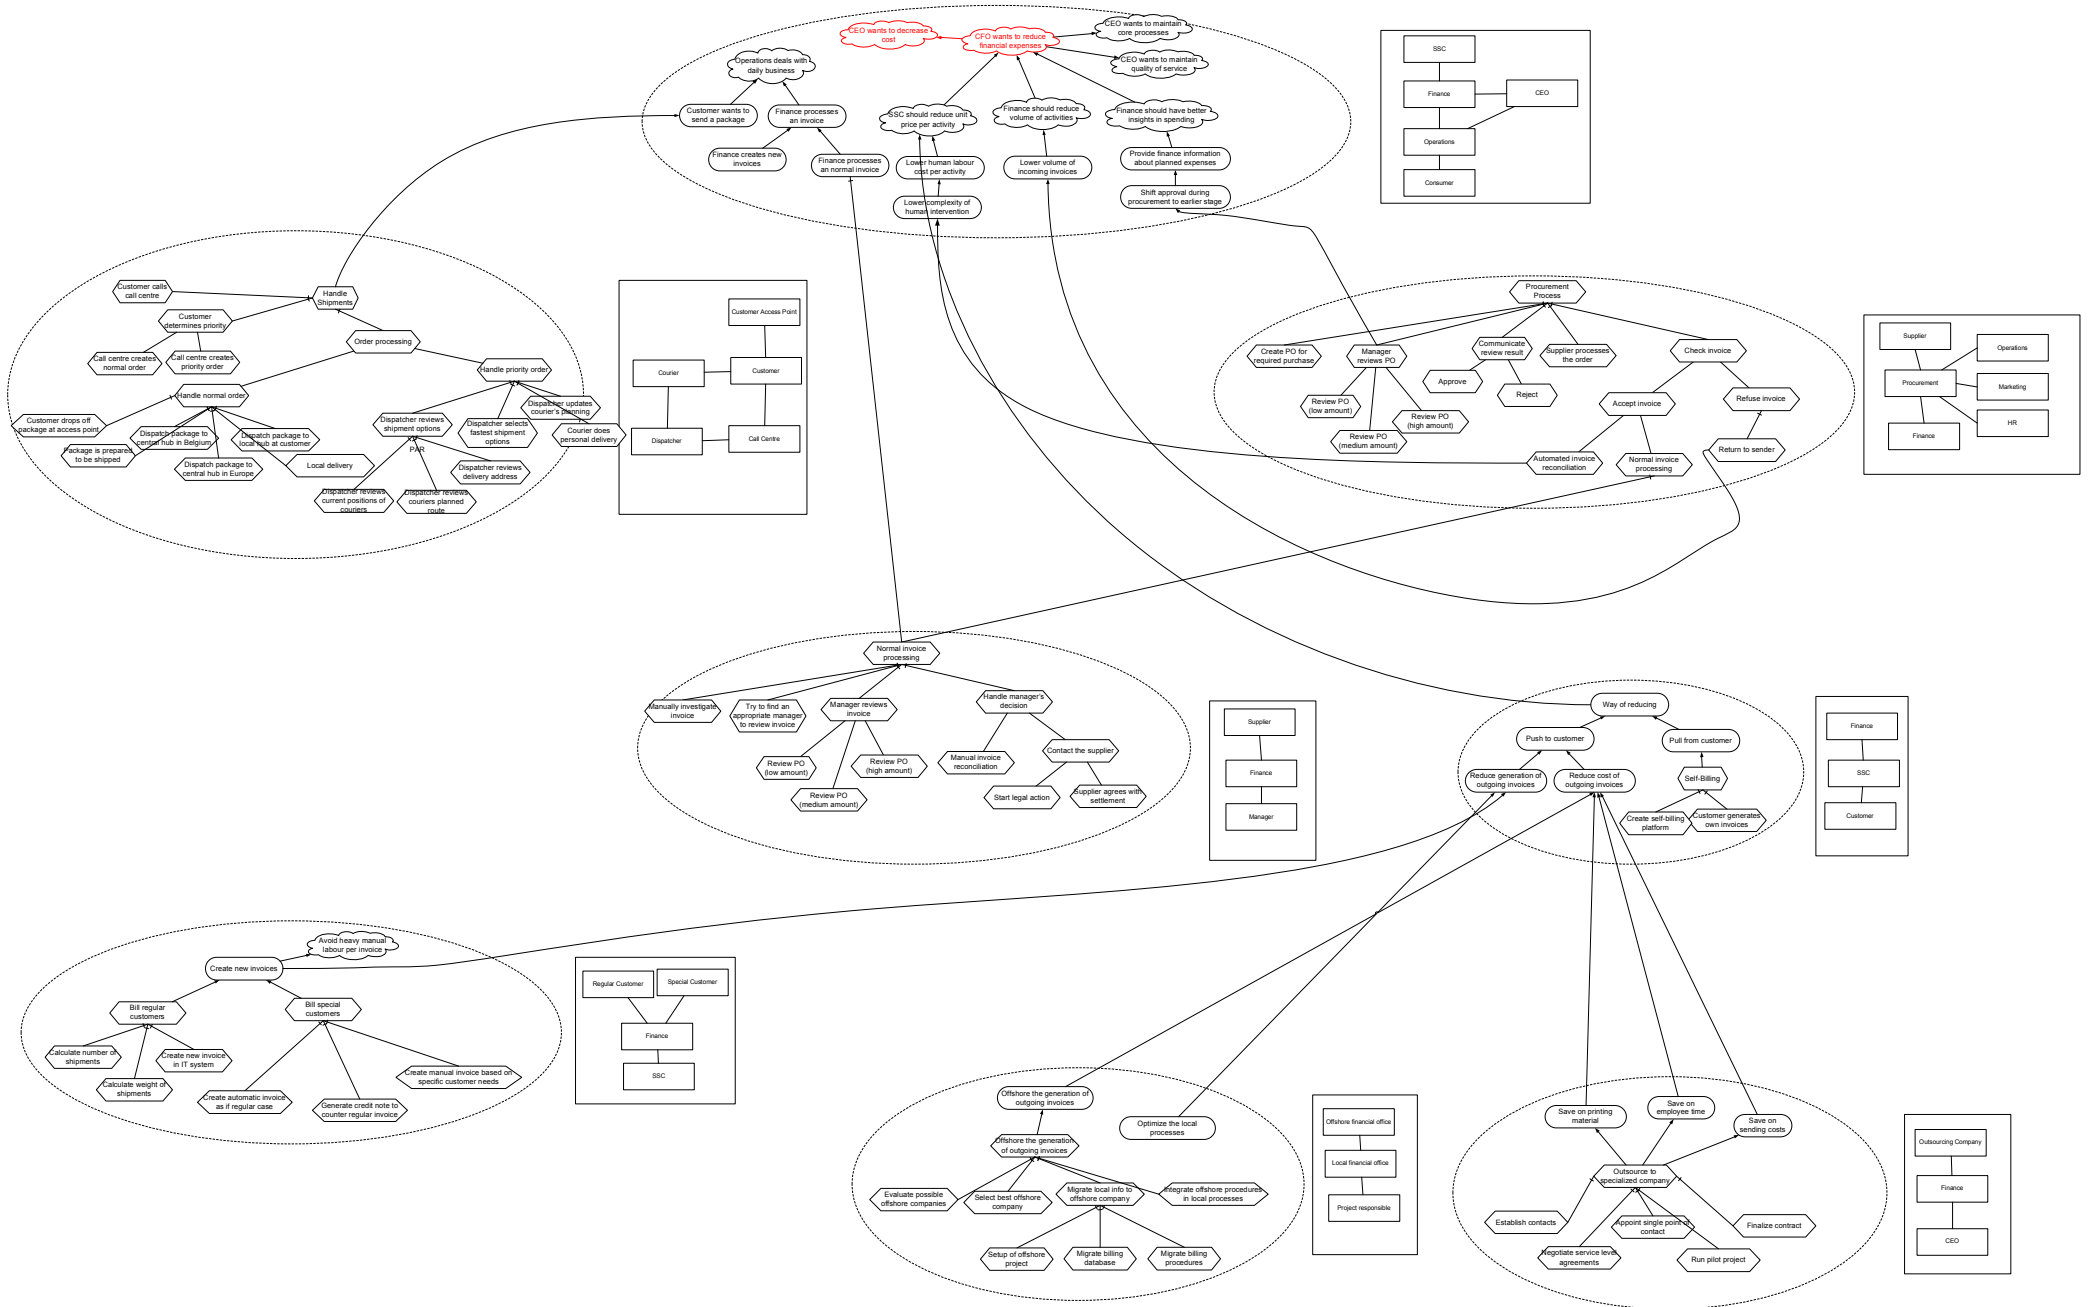 CEO wants to decrease
cost
CFO wants to reduce
financial expenses
CEO wants to maintain
core processes
CEO wants to maintain
quality of service
Operations deals with
daily business
Customer wants to
send a package
Finance processes
an invoice
SSC should reduce unit
price per activity
Finance should reduce
volume of activities
Finance should have better
insights in spending
Finance creates new
invoices
Finance processes
an normal invoice
Lower human labour
cost per activity
Lower volume of
incoming invoices
Provide finance information
about planned expenses
Lower complexity of
human intervention
Shift approval during
procurement to earlier stage
SSC
Finance
CEO
Operations
Consumer
Customer calls
call centre
Handle
Shipments
Customer
determines priority
Order processing
Call centre creates
normal order
Call centre creates
priority order
Handle priority order
Handle normal order
Customer drops off
package at access point
Package is prepared
to be shipped
Dispatch package to
central hub in Belgium
Dispatch package to
central hub in Europe
Dispatch package to
local hub at customer
Local delivery
Dispatcher reviews
shipment options
PAR
Dispatcher selects
fastest shipment
options
Dispatcher updates
courier's planning
Courier does
personal delivery
Dispatcher reviews
current positions of
couriers
Dispatcher reviews
couriers planned
route
Dispatcher reviews
delivery address
Customer Access Point
Courier
Customer
Dispatcher
Call Centre
Procurement
Process
Create PO for
required purchase
Manager
reviews PO
Communicate
review result
Supplier processes
the order
Check invoice
Approve
Reject
Review PO
(low amount)
Review PO
(medium amount)
Review PO
(high amount)
Accept invoice
Refuse invoice
Automated invoice
reconciliation
Normal invoice
processing
Return to sender
Supplier
Operations
Procurement
Marketing
HR
Finance
Normal invoice
processing
Manually investigate
invoice
Try to find an
appropriate manager
to review invoice
Manager reviews
invoice
Handle manager's
decision
Review PO
(low amount)
Review PO
(medium amount)
Review PO
(high amount)
Manual invoice
reconciliation
Contact the supplier
Start legal action
Supplier agrees with
settlement
Supplier
Finance
Manager
Way of reducing
Push to customer
Pull from customer
Reduce generation of
outgoing invoices
Reduce cost of
outgoing invoices
Self-Billing
Create self-billing
platform
Customer generates
own invoices
Finance
SSC
Customer
Avoid heavy manual
labour per invoice
Create new invoices
Bill regular
customers
Bill special
customers
Calculate number of
shipments
Calculate weight of
shipments
Create new invoice
in IT system
Create automatic invoice
as if regular case
Generate credit note to
counter regular invoice
Create manual invoice based on
specific customer needs
Regular Customer
Special Customer
Finance
SSC
Offshore the generation of
outgoing invoices
Optimize the local
processes
Offshore the generation
of outgoing invoices
Evaluate possible
offshore companies
Select best offshore
company
Migrate local info to
offshore company
Integrate offshore procedures
in local processes
Setup of offshore
project
Migrate billing
database
Migrate billing
procedures
Offshore financial office
Local financial office
Project responsible
Save on printing
material
Save on
employee time
Save on
sending costs
Outsource to
specialized company
Establish contacts
Negotiate service level
agreements
Appoint single point of
contact
Run pilot project
Finalize contract
Outsourcing Company
Finance
CEO